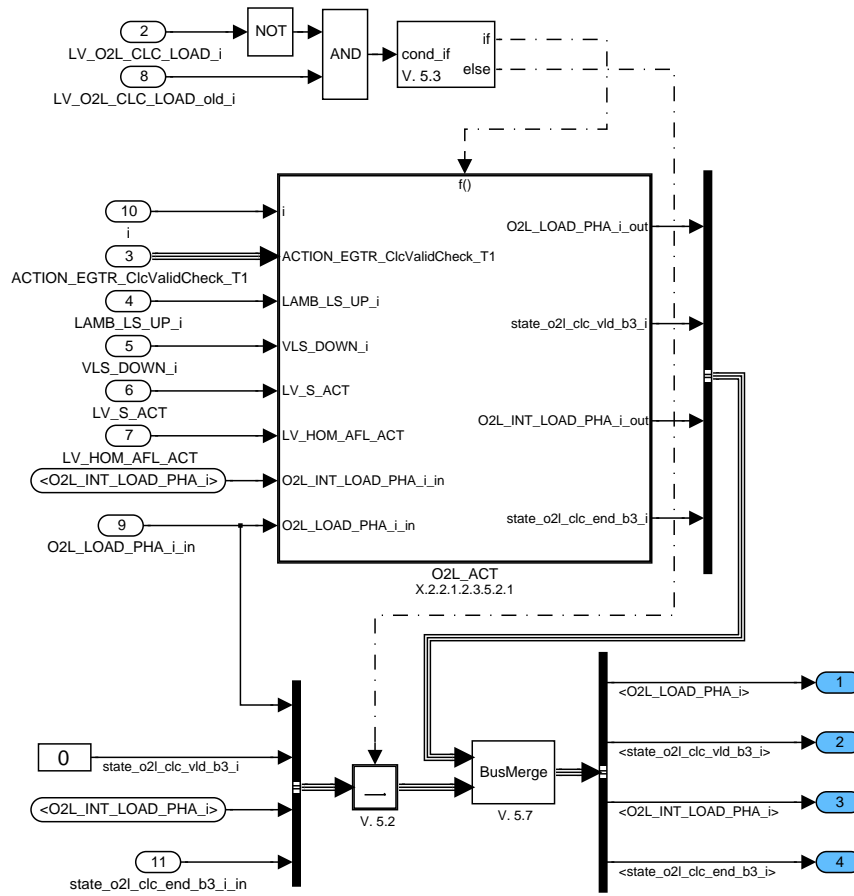 2
LV_O2L_CLC_LOAD_i
NOT
8
LV_O2L_CLC_LOAD_old_i
AND
cond_if
V. 5.3
if
else
f()
10
i
i
3
ACTION_EGTR_ClcValidCheck_T1
ACTION_EGTR_ClcValidCheck_T1
4
LAMB_LS_UP_i
LAMB_LS_UP_i
5
VLS_DOWN_i
VLS_DOWN_i
6
LV_S_ACT
LV_S_ACT
7
LV_HOM_AFL_ACT
LV_HOM_AFL_ACT
<O2L_INT_LOAD_PHA_i>
O2L_INT_LOAD_PHA_i_in
9
O2L_LOAD_PHA_i_in
O2L_LOAD_PHA_i_in
O2L_LOAD_PHA_i_out
state_o2l_clc_vld_b3_i
O2L_INT_LOAD_PHA_i_out
state_o2l_clc_end_b3_i
O2L_ACT
X.2.2.1.2.3.5.2.1
0
state_o2l_clc_vld_b3_i
<O2L_INT_LOAD_PHA_i>
11
state_o2l_clc_end_b3_i_in
V. 5.2
BusMerge
V. 5.7
1
<O2L_LOAD_PHA_i>
2
<state_o2l_clc_vld_b3_i>
3
<O2L_INT_LOAD_PHA_i>
4
<state_o2l_clc_end_b3_i>